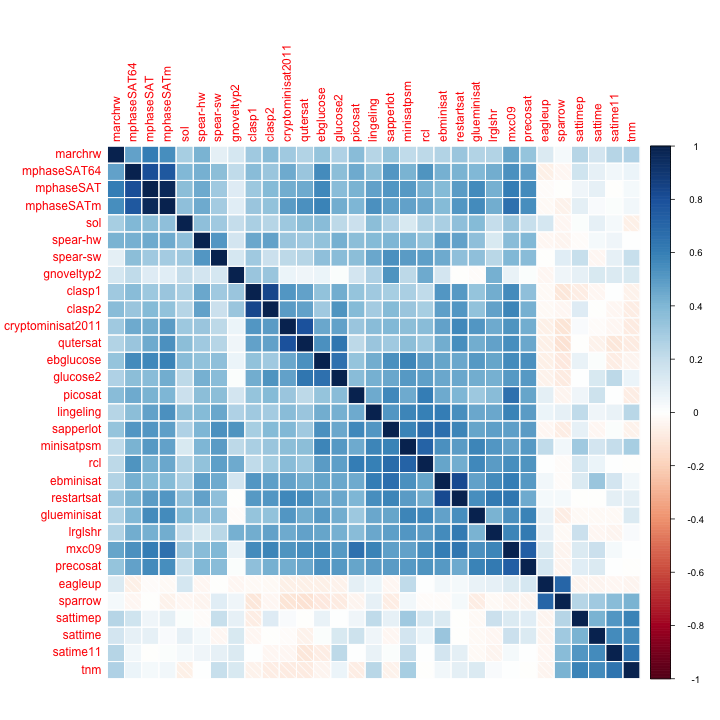 marchrw
mphaseSAT64
mphaseSAT
mphaseSATm
sol
spear-hw
spear-sw
gnoveltyp2
clasp1
clasp2
cryptominisat2011
qutersat
ebglucose
glucose2
picosat
lingeling
sapperlot
minisatpsm
rcl
ebminisat
restartsat
glueminisat
lrglshr
mxc09
precosat
eagleup
sparrow
sattimep
sattime
satime11
tnm
marchrw
mphaseSAT64
mphaseSAT
mphaseSATm
sol
spear-hw
spear-sw
gnoveltyp2
clasp1
clasp2
cryptominisat2011
qutersat
ebglucose
glucose2
picosat
lingeling
sapperlot
minisatpsm
rcl
ebminisat
restartsat
glueminisat
lrglshr
mxc09
precosat
eagleup
sparrow
sattimep
sattime
satime11
tnm
1
0.8
0.6
0.4
0.2
0
-0.2
-0.4
-0.6
-0.8
-1